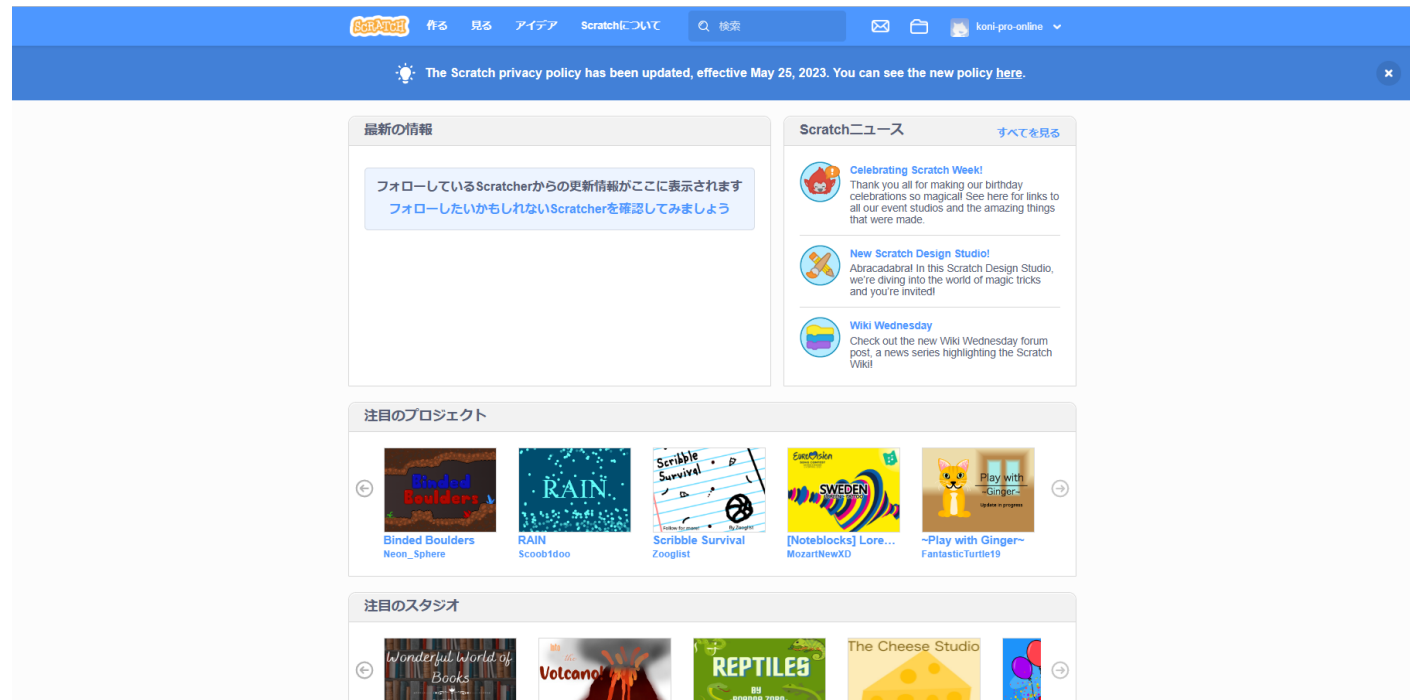 SCRATCH 作る 見る アイデア Scratchについて 検索 koni-pro-online
The Scratch privacy policy has been updated, effective May 25, 2023. You can see the new policy here.
最新の情報
フォローしているScratcherからの更新情報がここに表示されます
フォローしたいかもしれないScratcherを確認してみましょう
Scratchニュース すべてを見る
Celebrating Scratch Week!
Thank you all for making our birthday
celebrations so magical! See here for links to
all our event studios and the amazing things
that were made.
New Scratch Design Studio!
Abracadabra! In this Scratch Design Studio,
we're diving into the world of magic tricks
and you're invited!
Wiki Wednesday
Check out the new Wiki Wednesday forum
post, a news series highlighting the Scratch
Wiki!
注目のプロジェクト
Binded
Boulders
RAIN
Scribble
Survival
Follow for more!
By Zooglist
EUROVISION
SWEDEN
Play with
~Ginger~
Update in progress
Binded Boulders RAIN Scribble Survival [Noteblocks] Lore... ~Play with Ginger~
Neon_Sphere Scoob1doo Zooglist MozartNewXD FantasticTurtle19
注目のスタジオ
Wonderful World of
Books
Volcano!
REPTILES
BY
The Cheese Studio